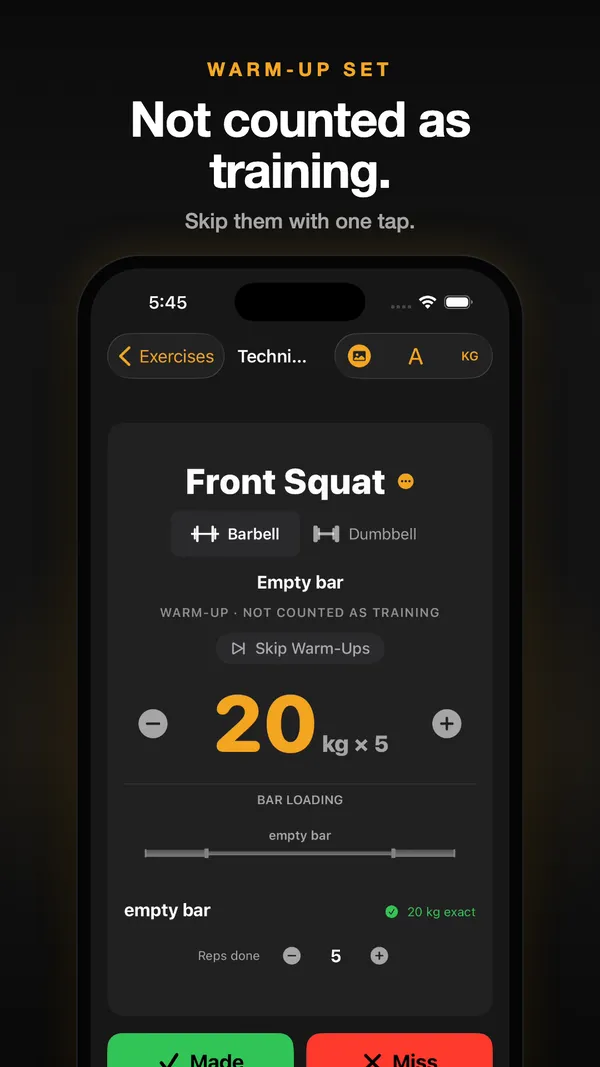 WARM-UP SET
Not counted as
training.
Skip them with one tap.
5:45
Exercises Techni... A KG
Front Squat
Barbell Dumbbell
Empty bar
WARM-UP · NOT COUNTED AS TRAINING
Skip Warm-Ups
20 kg × 5
BAR LOADING
empty bar
empty bar 20 kg exact
Reps done 5
Made Miss